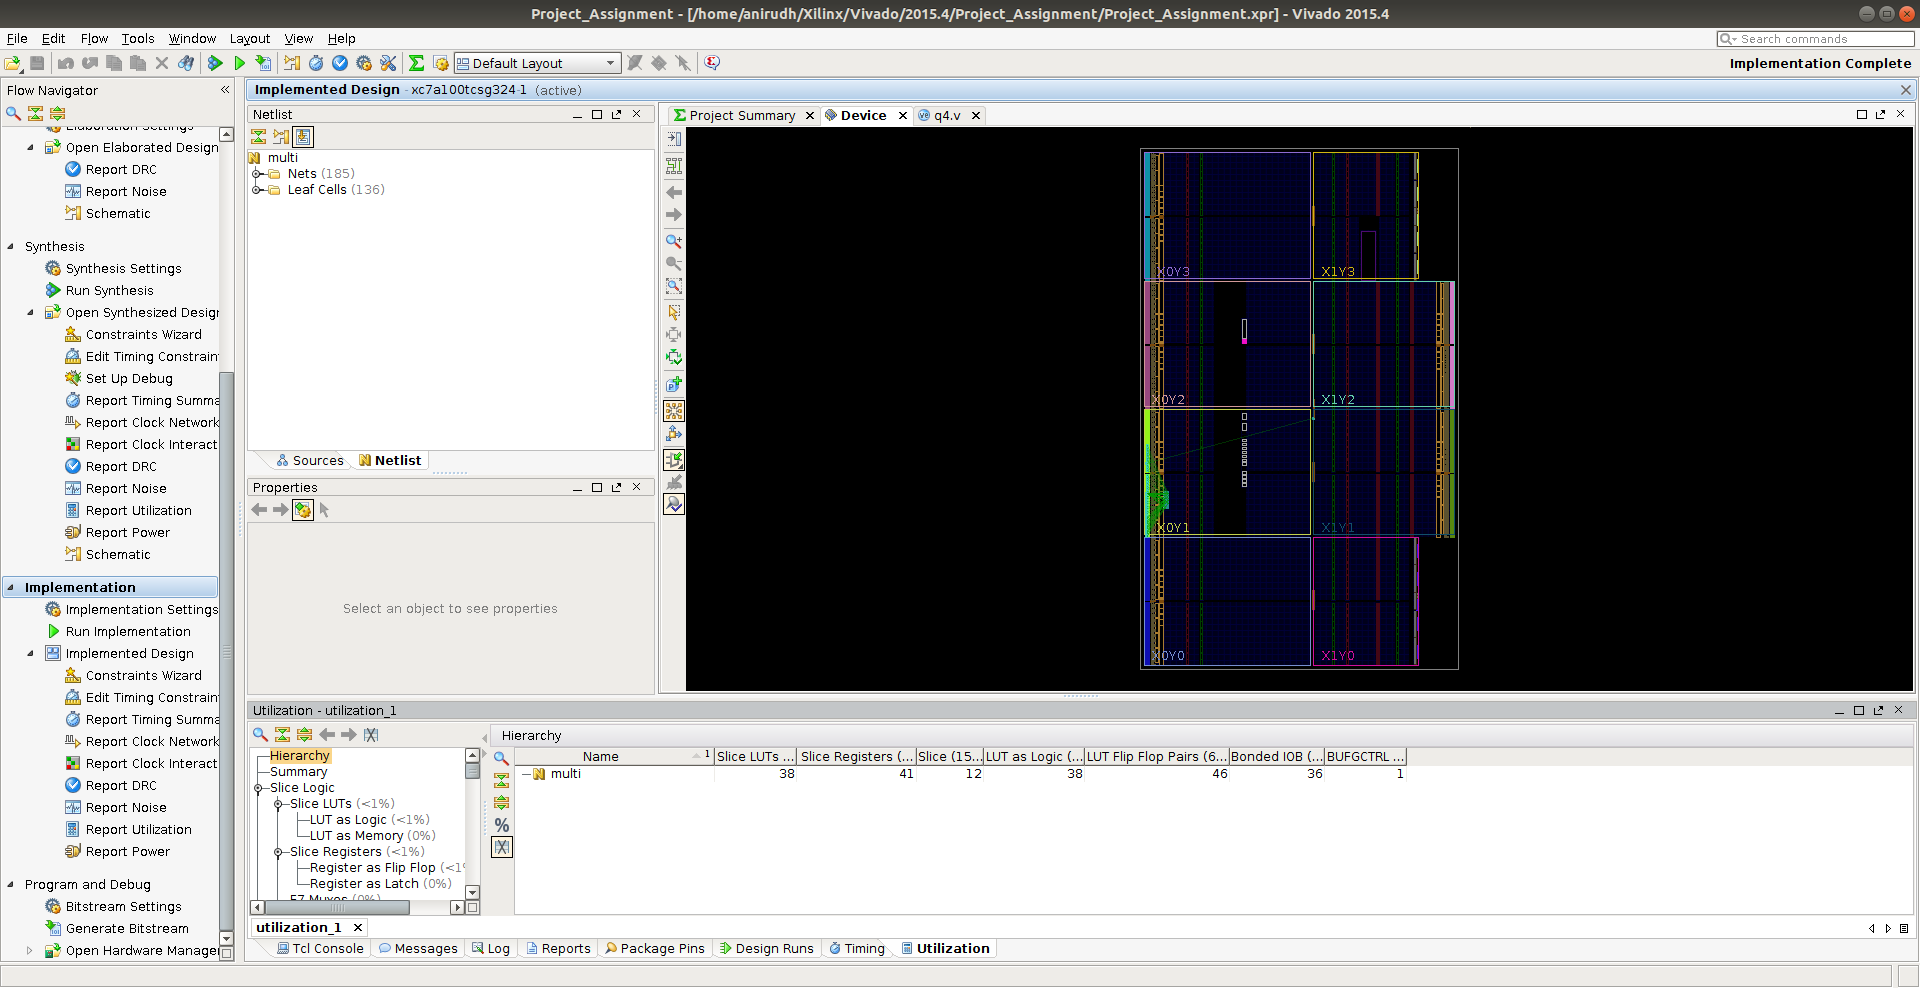 Project_Assignment - [/home/anirudh/Xilinx/Vivado/2015.4/Project_Assignment/Project_Assignment.xpr] - Vivado 2015.4
File Edit Flow Tools Window Layout View Help
Search commands
Default Layout
Implementation Complete
Flow Navigator
Elaboration Settings
Open Elaborated Design
Report DRC
Report Noise
Schematic
Synthesis
Synthesis Settings
Run Synthesis
Open Synthesized Design
Constraints Wizard
Edit Timing Constrain
Set Up Debug
Report Timing Summa
Report Clock Network
Report Clock Interact
Report DRC
Report Noise
Report Utilization
Report Power
Schematic
Implementation
Implementation Settings
Run Implementation
Implemented Design
Constraints Wizard
Edit Timing Constrain
Report Timing Summa
Report Clock Network
Report Clock Interact
Report DRC
Report Noise
Report Utilization
Report Power
Program and Debug
Bitstream Settings
Generate Bitstream
Open Hardware Manager
Implemented Design - xc7a100tcsg324-1 (active)
Netlist
multi
Nets (185)
Leaf Cells (136)
Sources Netlist
Properties
Select an object to see properties
Project Summary Device q4.v
X0Y3 X1Y3
X0Y2 X1Y2
X0Y1 X1Y1
X0Y0 X1Y0
Utilization - utilization_1
Hierarchy
Summary
Slice Logic
Slice LUTs (<1%)
LUT as Logic (<1%)
LUT as Memory (0%)
Slice Registers (<1%)
Register as Flip Flop (<1%
Register as Latch (0%)
F7 Muxes (0%)
Hierarchy
Name 1 Slice LUTs ... Slice Registers (... Slice (15... LUT as Logic (... LUT Flip Flop Pairs (6... Bonded IOB (... BUFGCTRL ...
multi 38 41 12 38 46 36 1
utilization_1
Tcl Console Messages Log Reports Package Pins Design Runs Timing Utilization